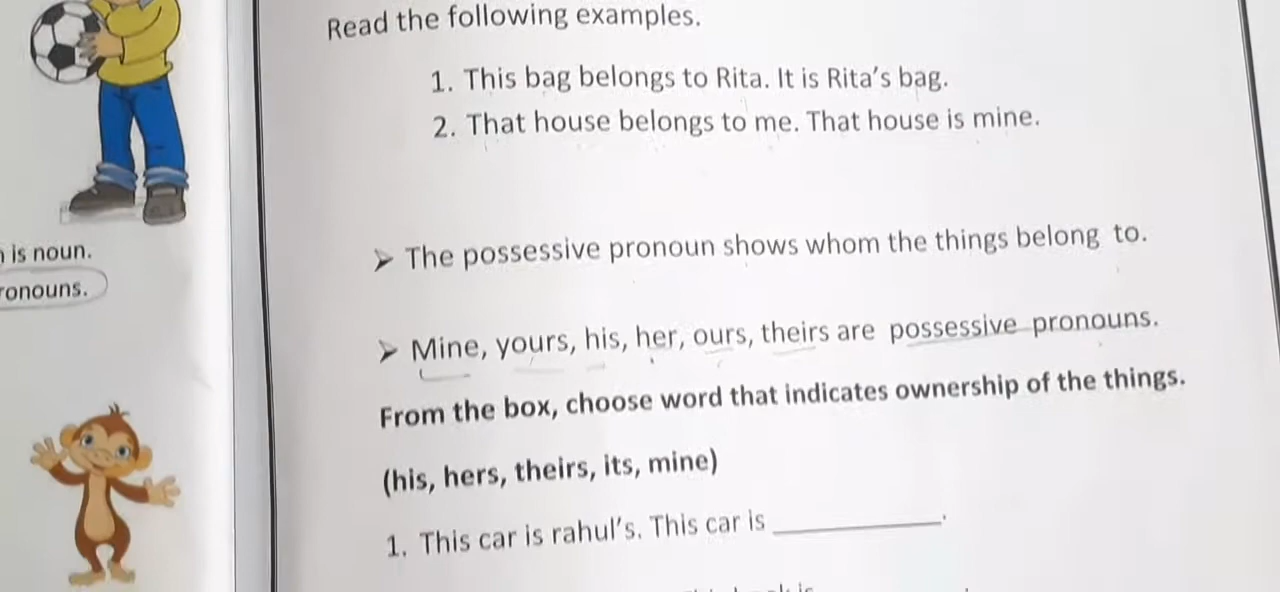 Read the following examples.
1. This bag belongs to Rita. It is Rita's bag.
2. That house belongs to me. That house is mine.
is noun.
ronouns.
➤ The possessive pronoun shows whom the things belong to.
➤ Mine, yours, his, her, ours, theirs are possessive pronouns.
From the box, choose word that indicates ownership of the things.
(his, hers, theirs, its, mine)
1. This car is rahul's. This car is __________.